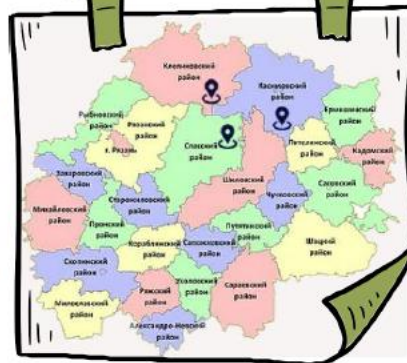 Клепиковский
район
Касимовский
район
Рыбновский
район
Рязанский
район
г. Рязань
Спасский
район
Ермишинский
район
Пителинский
район
Кадомский
район
Захаровский
район
Шиловский
район
Чучковский
район
Сасовский
район
Михайловский
район
Старожиловский
район
Пронский
район
Кораблинский
район
Сапожковский
район
Путятинский
район
Шацкий
район
Скопинский
район
Милославский
район
Ряжский
район
Ухоловский
район
Сараевский
район
Александро-Невский
район